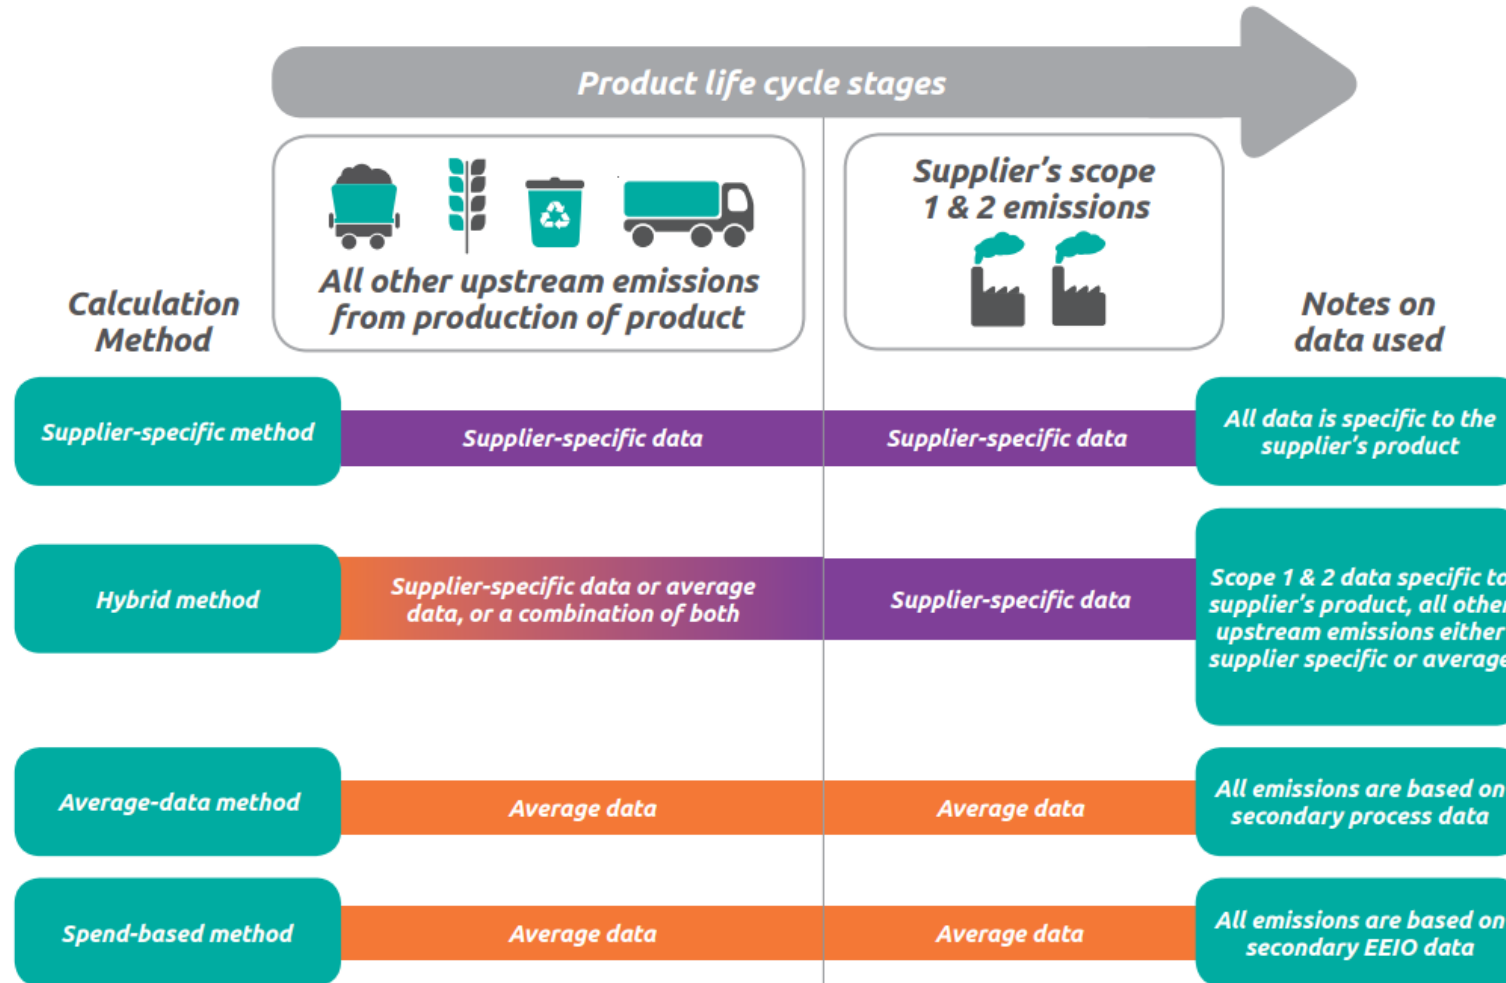 Product life cycle stages
Supplier's scope
1 & 2 emissions
All other upstream emissions
from production of product
Calculation
Method
Notes on
data used
Supplier-specific method
Supplier-specific data
Supplier-specific data
All data is specific to the
supplier's product
Hybrid method
Supplier-specific data or average
data, or a combination of both
Supplier-specific data
Scope 1 & 2 data specific to
supplier's product, all other
upstream emissions either
supplier specific or average
Average-data method
Average data
Average data
All emissions are based on
secondary process data
Spend-based method
Average data
Average data
All emissions are based on
secondary EEIO data